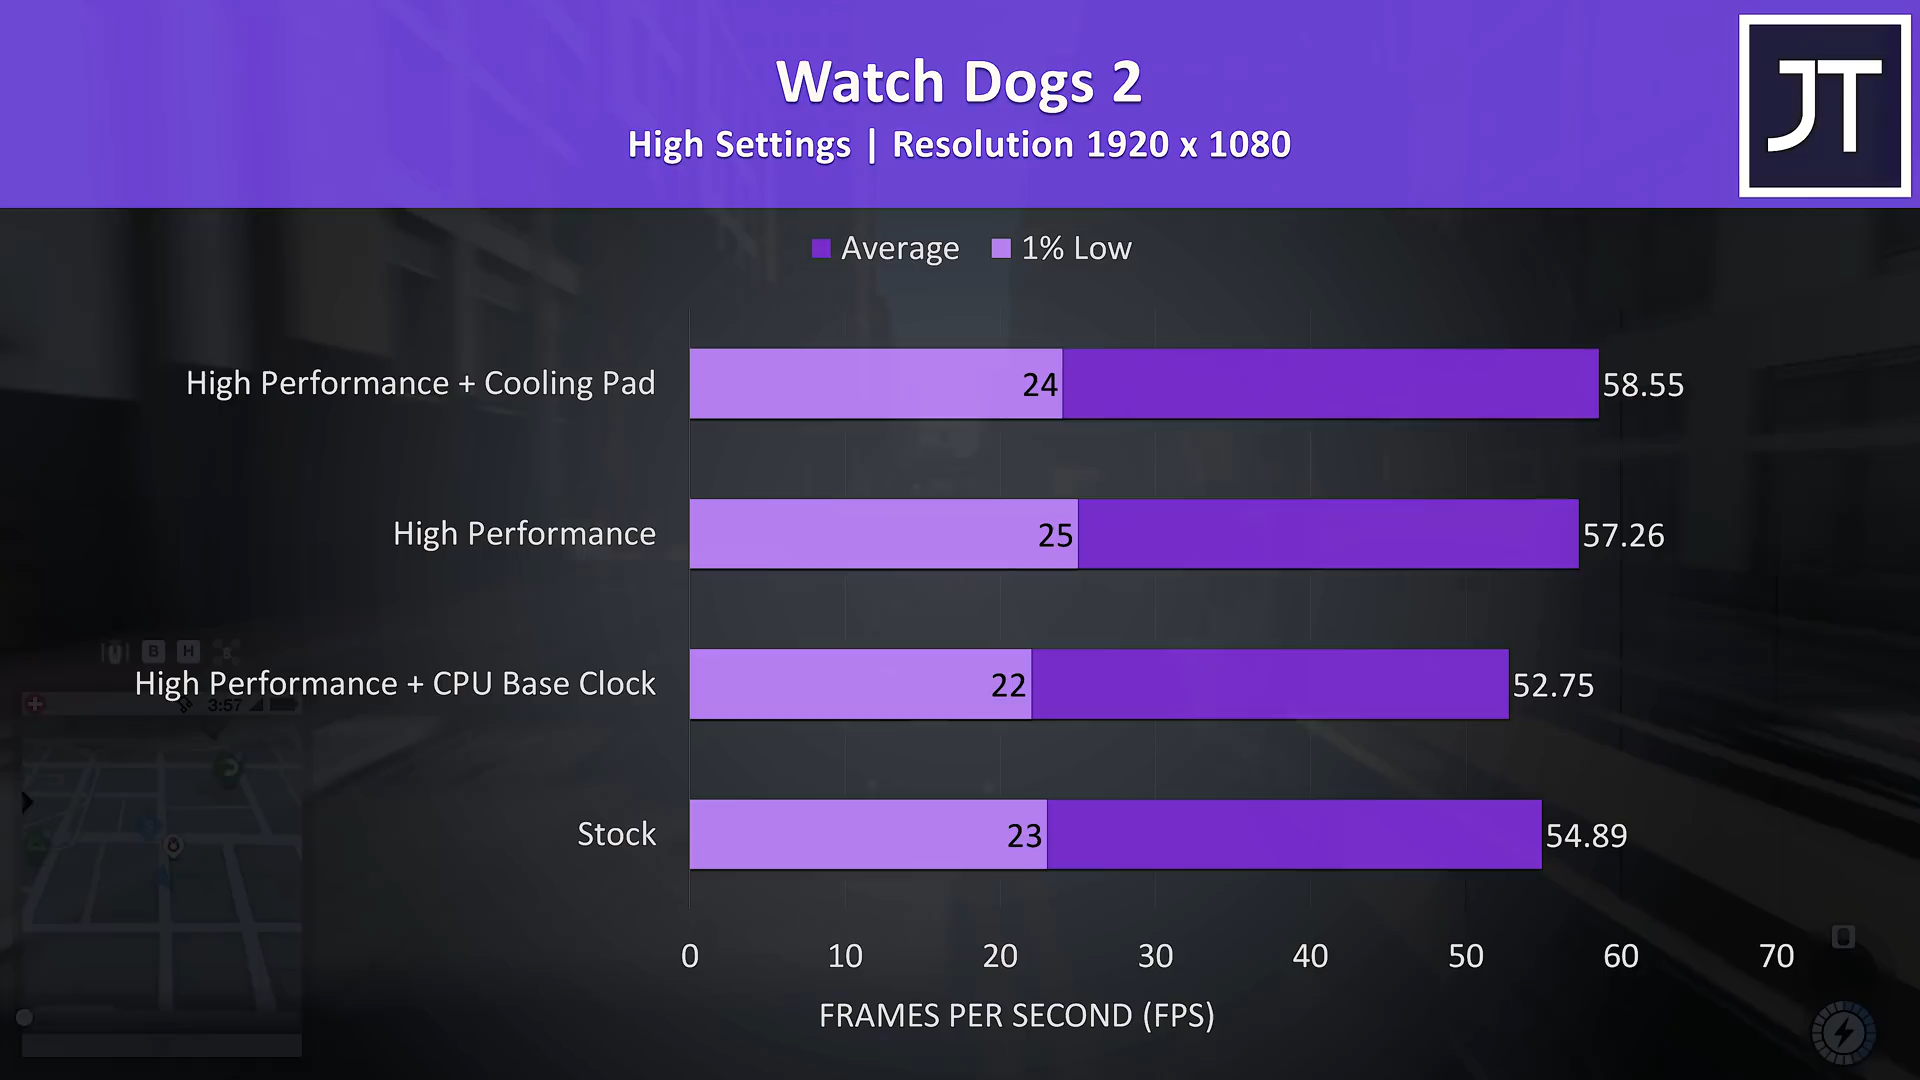 Watch Dogs 2
High Settings | Resolution 1920 x 1080
JT
Average 1% Low
High Performance + Cooling Pad 24 58.55
High Performance 25 57.26
B H
High Performance + CPU Base Clock 22 52.75
3:57
Stock 23 54.89
0 10 20 30 40 50 60 70
FRAMES PER SECOND (FPS)